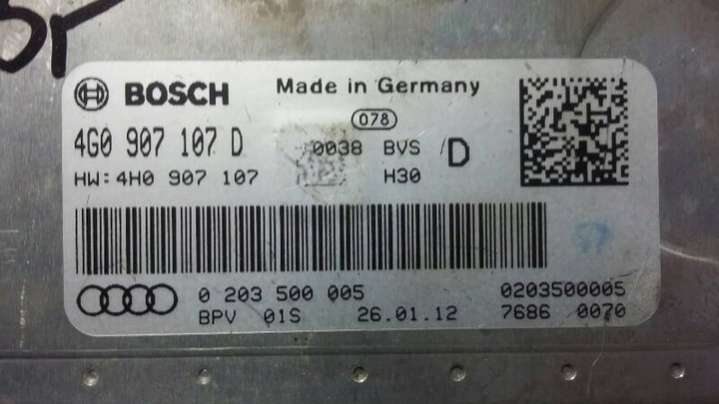 BOSCH
Made in Germany
078
4G0 907 107 D
0038 BVS / D
HW: 4H0 907 107
H30
0 203 500 005
0203500005
BPV 01S 26.01.12 7686 0070